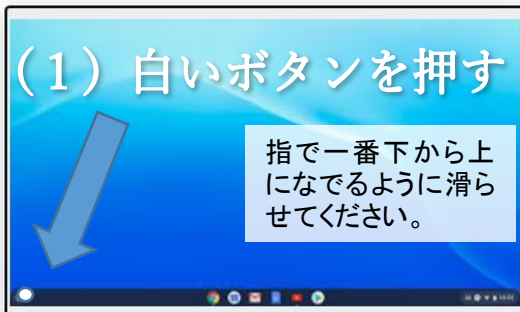 （１）白いボタンを押す
指で一番下から上
になでるように滑ら
せてください。